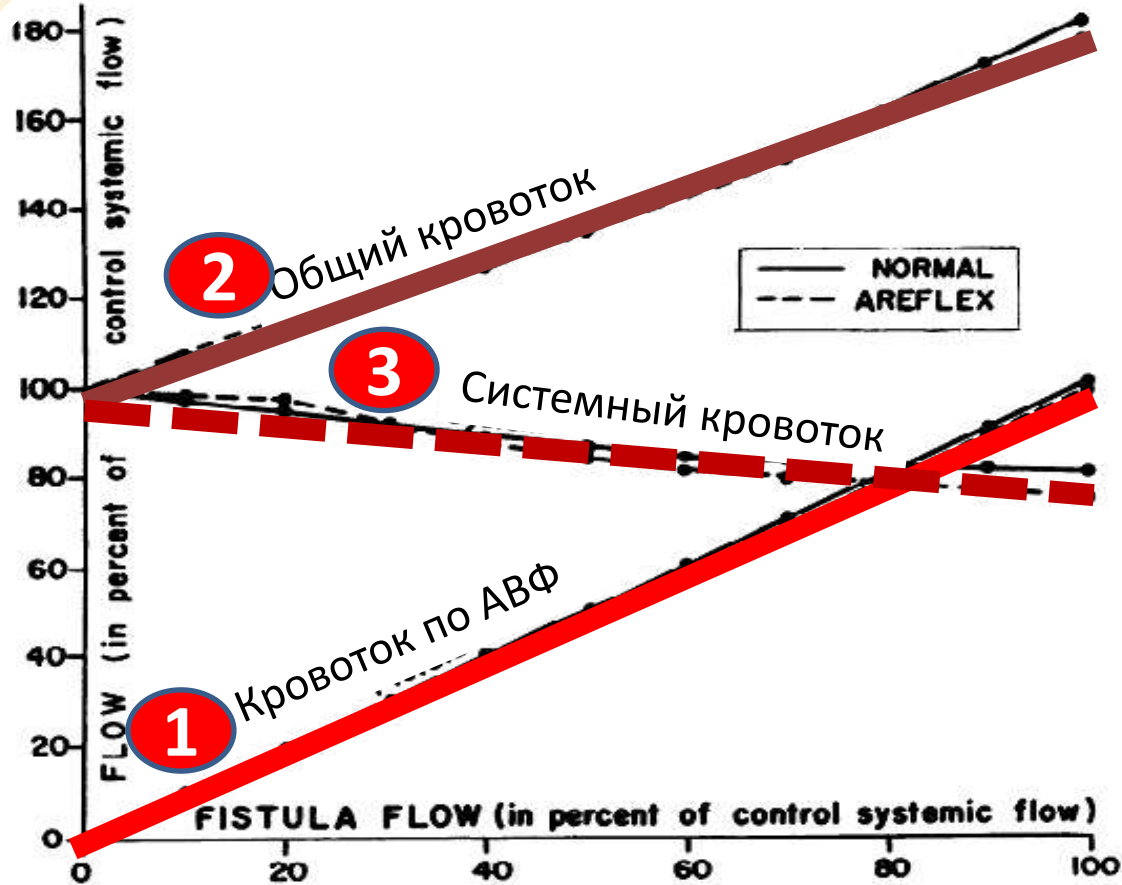 FLOW (in percent of control systemic flow)
180
160
140
120
100
80
60
40
20
0
2
Общий кровоток
NORMAL
AREFLEX
3
Системный кровоток
1
Кровоток по АВФ
FISTULA FLOW (in percent of control systemic flow)
0 20 40 60 80 100